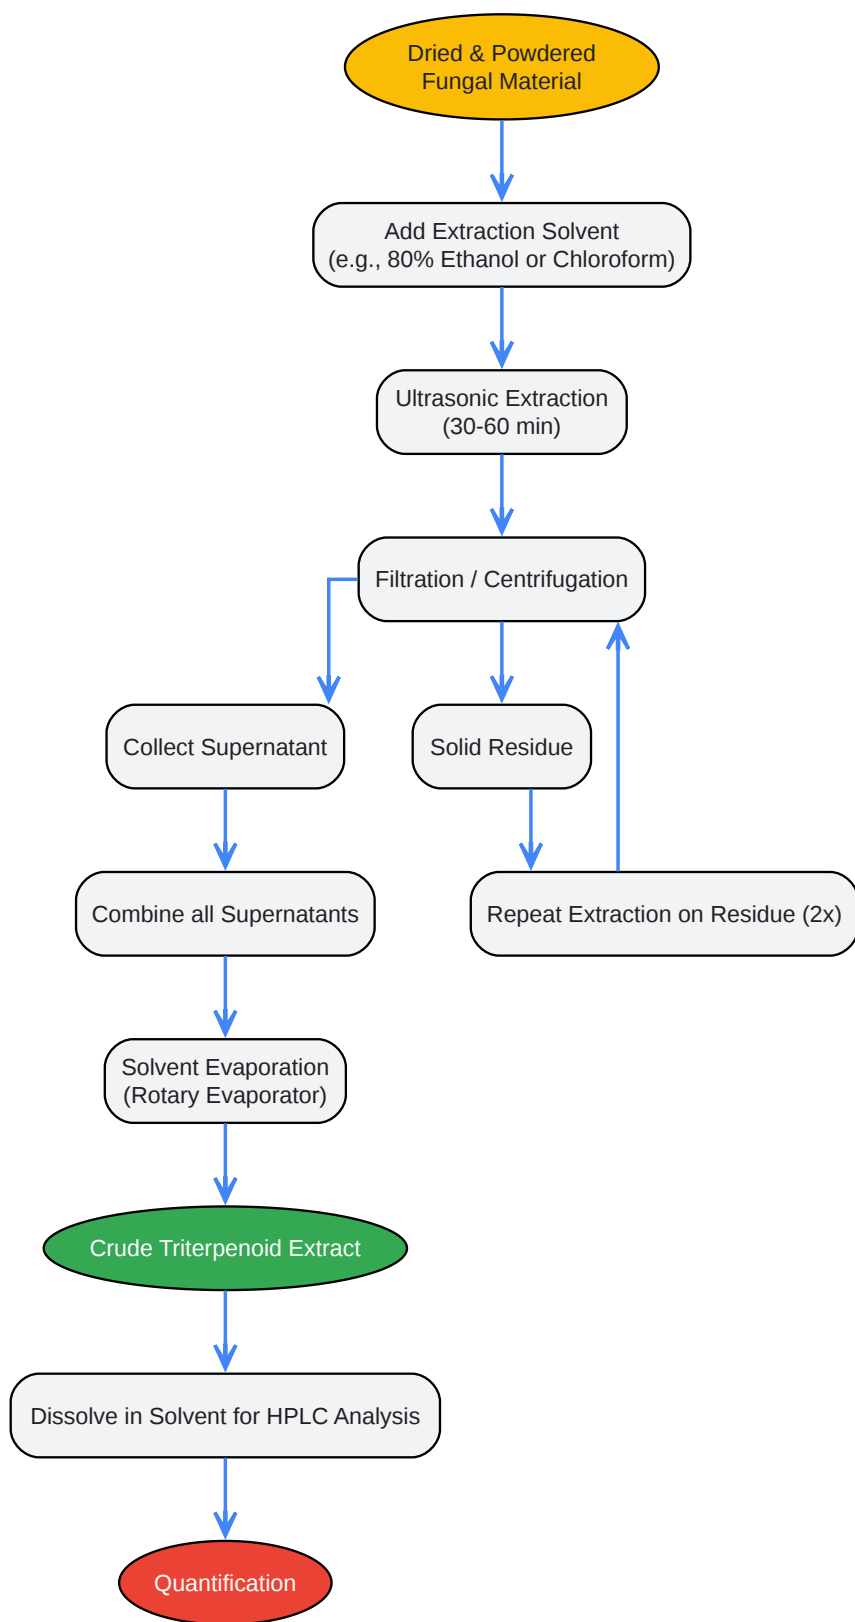 Dried & Powdered
Fungal Material
Add Extraction Solvent
(e.g., 80% Ethanol or Chloroform)
Ultrasonic Extraction
(30-60 min)
Filtration / Centrifugation
Collect Supernatant
Solid Residue
Combine all Supernatants
Repeat Extraction on Residue (2x)
Solvent Evaporation
(Rotary Evaporator)
Crude Triterpenoid Extract
Dissolve in Solvent for HPLC Analysis
Quantification